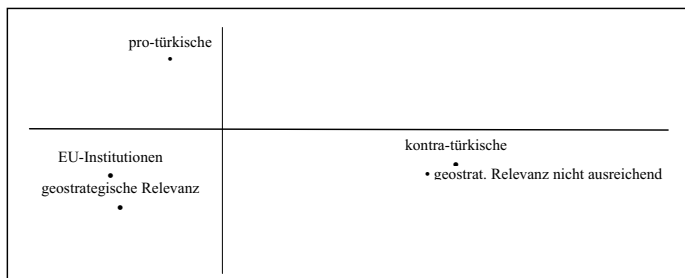 pro-türkische
kontra-türkische
EU-Institutionen
geostrat. Relevanz nicht ausreichend
geostrategische Relevanz